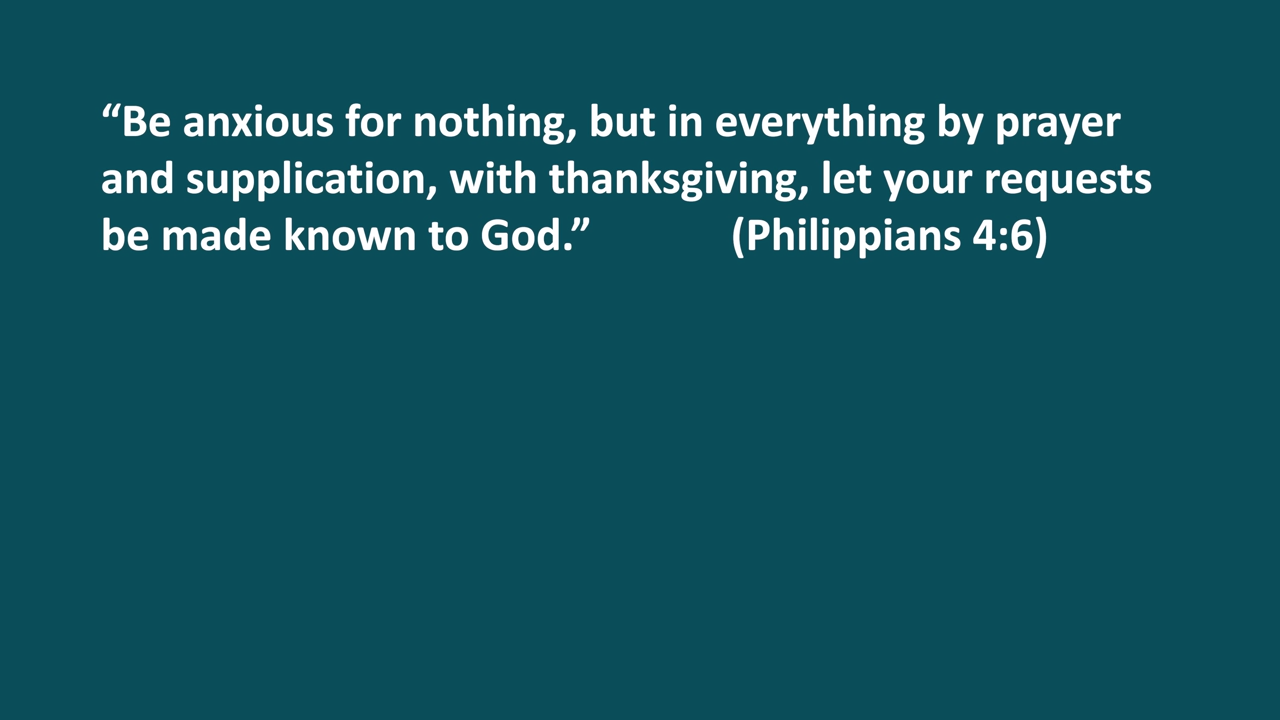 “Be anxious for nothing, but in everything by prayer
and supplication, with thanksgiving, let your requests
be made known to God.” (Philippians 4:6)